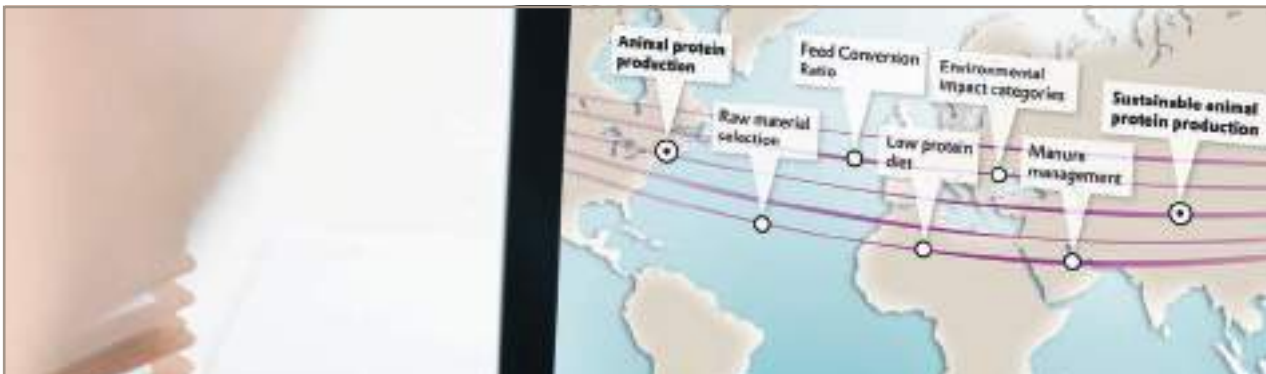 Animal protein
production
Feed Conversion
Ratio
Environmental
impact categories
Sustainable animal
protein production
Raw material
selection
Low protein
diet
Manure
management